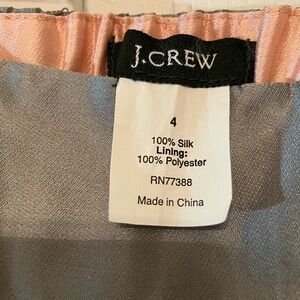 J.CREW
4
100% Silk
Lining:
100% Polyester
RN77388
Made in China